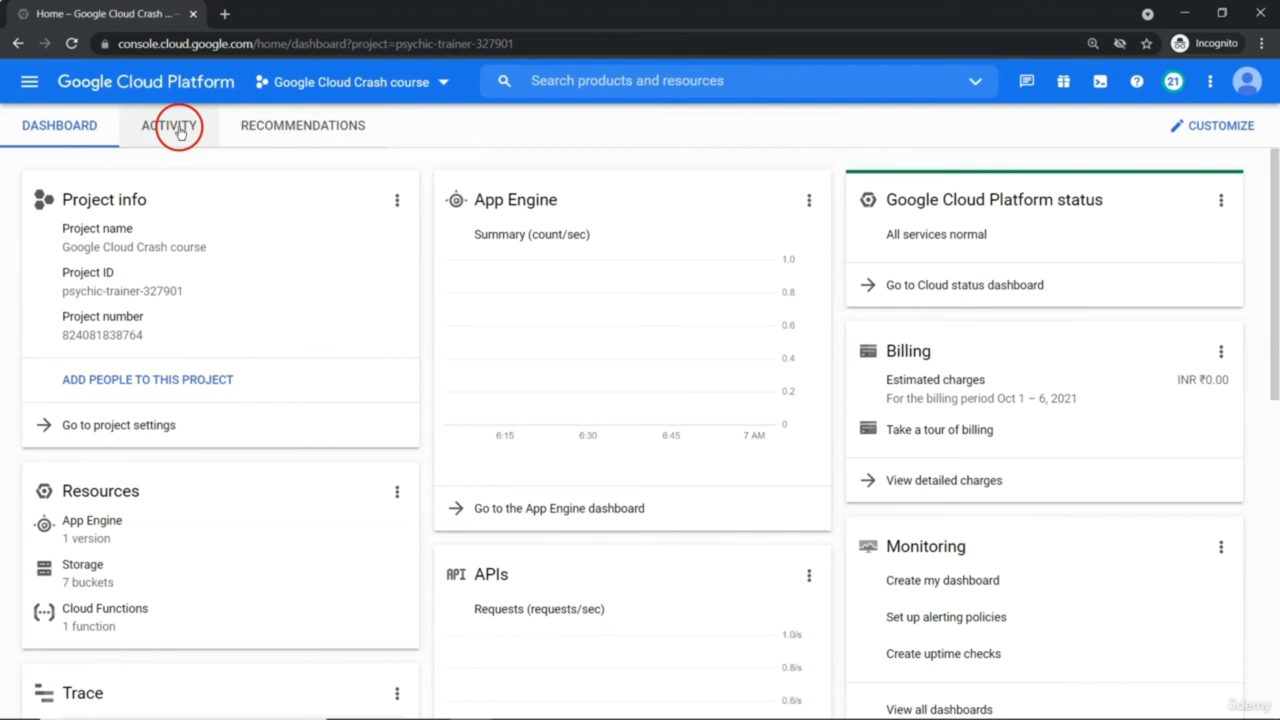 Home – Google Cloud Crash ... –
console.cloud.google.com/home/dashboard?project=psychic-trainer-327901
Incognito
Google Cloud Platform
Google Cloud Crash course
Search products and resources
21
DASHBOARD
ACTIVITY
RECOMMENDATIONS
CUSTOMIZE
Project info
Project name
Google Cloud Crash course
Project ID
psychic-trainer-327901
Project number
824081838764
ADD PEOPLE TO THIS PROJECT
Go to project settings
Resources
App Engine
1 version
Storage
7 buckets
Cloud Functions
1 function
Trace
App Engine
Summary (count/sec)
1.0
0.8
0.6
0.4
0.2
0
6:15 6:30 6:45 7 AM
Go to the App Engine dashboard
API APIs
Requests (requests/sec)
1.0/s
0.8/s
0.6/s
Google Cloud Platform status
All services normal
Go to Cloud status dashboard
Billing
Estimated charges INR ₹0.00
For the billing period Oct 1 – 6, 2021
Take a tour of billing
View detailed charges
Monitoring
Create my dashboard
Set up alerting policies
Create uptime checks
View all dashboards
ûdemy